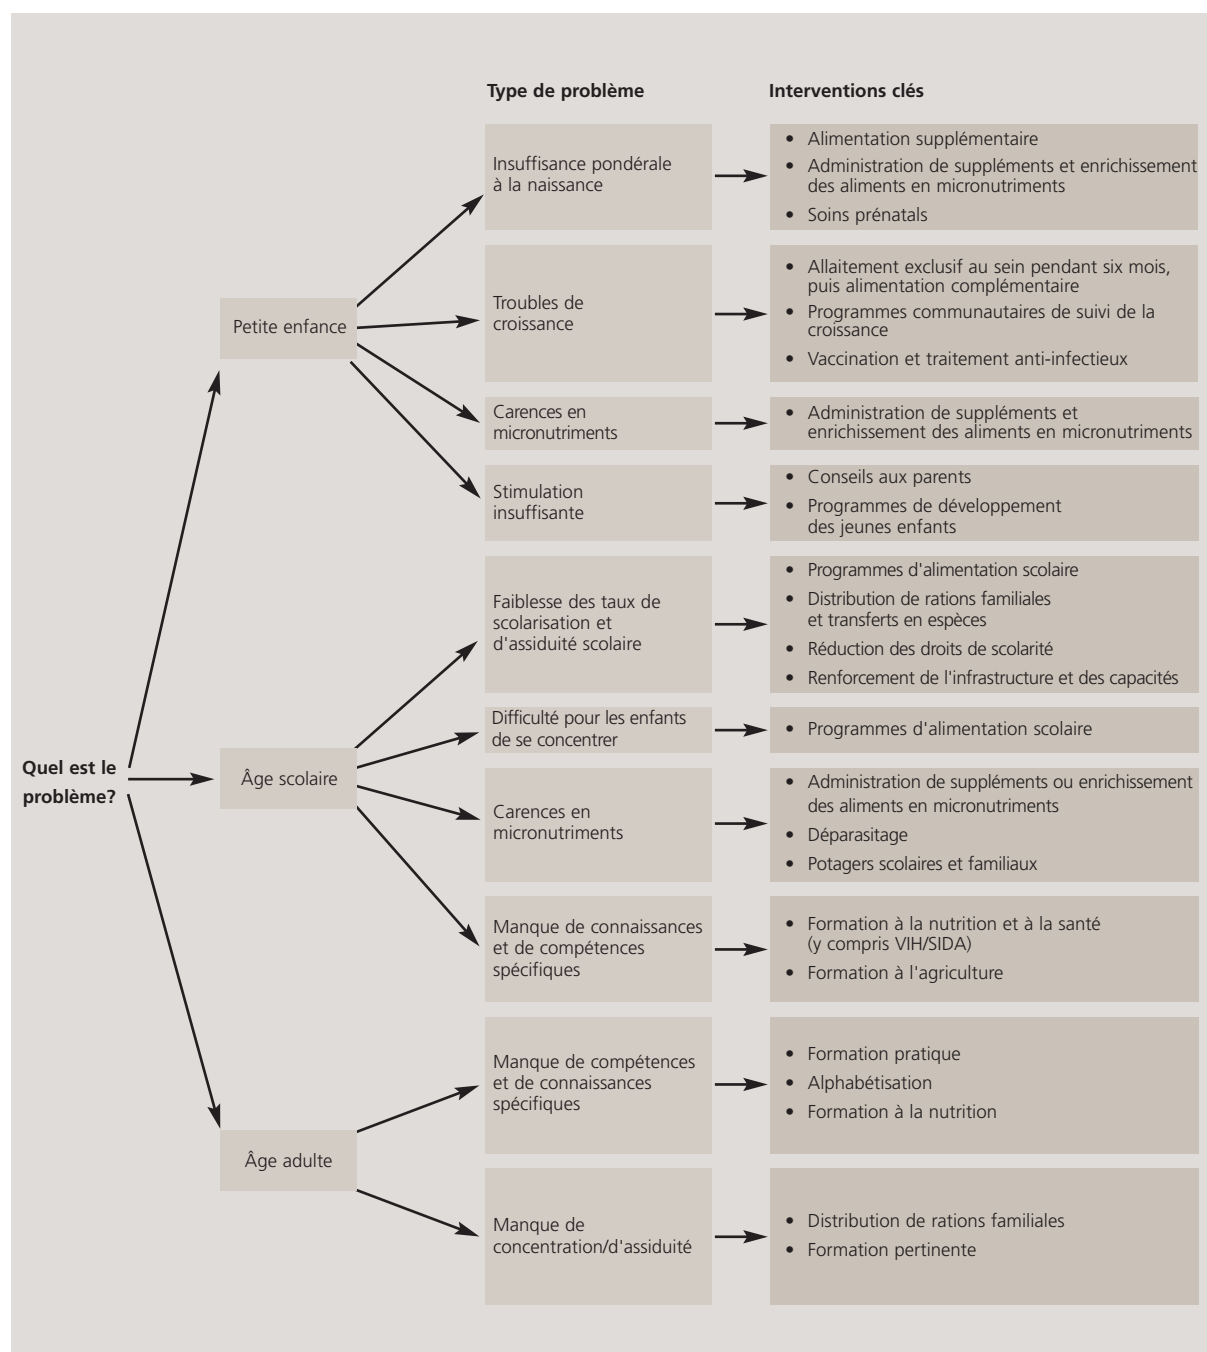 Type de problème
Interventions clés
Insuffisance pondérale
à la naissance
• Alimentation supplémentaire
• Administration de suppléments et enrichissement
des aliments en micronutriments
• Soins prénatals
Petite enfance
Troubles de
croissance
• Allaitement exclusif au sein pendant six mois,
puis alimentation complémentaire
• Programmes communautaires de suivi de la
croissance
• Vaccination et traitement anti-infectieux
Carences en
micronutriments
• Administration de suppléments et
enrichissement des aliments en micronutriments
Stimulation
insuffisante
• Conseils aux parents
• Programmes de développement
des jeunes enfants
Quel est le
problème?
Âge scolaire
Faiblesse des taux de
scolarisation et
d'assiduité scolaire
• Programmes d'alimentation scolaire
• Distribution de rations familiales
et transferts en espèces
• Réduction des droits de scolarité
• Renforcement de l'infrastructure et des capacités
Difficulté pour les enfants
de se concentrer
• Programmes d'alimentation scolaire
Carences en
micronutriments
• Administration de suppléments ou enrichissement
des aliments en micronutriments
• Déparasitage
• Potagers scolaires et familiaux
Manque de connaissances
et de compétences
spécifiques
• Formation à la nutrition et à la santé
(y compris VIH/SIDA)
• Formation à l'agriculture
Âge adulte
Manque de compétences
et de connaissances
spécifiques
• Formation pratique
• Alphabétisation
• Formation à la nutrition
Manque de
concentration/d'assiduité
• Distribution de rations familiales
• Formation pertinente